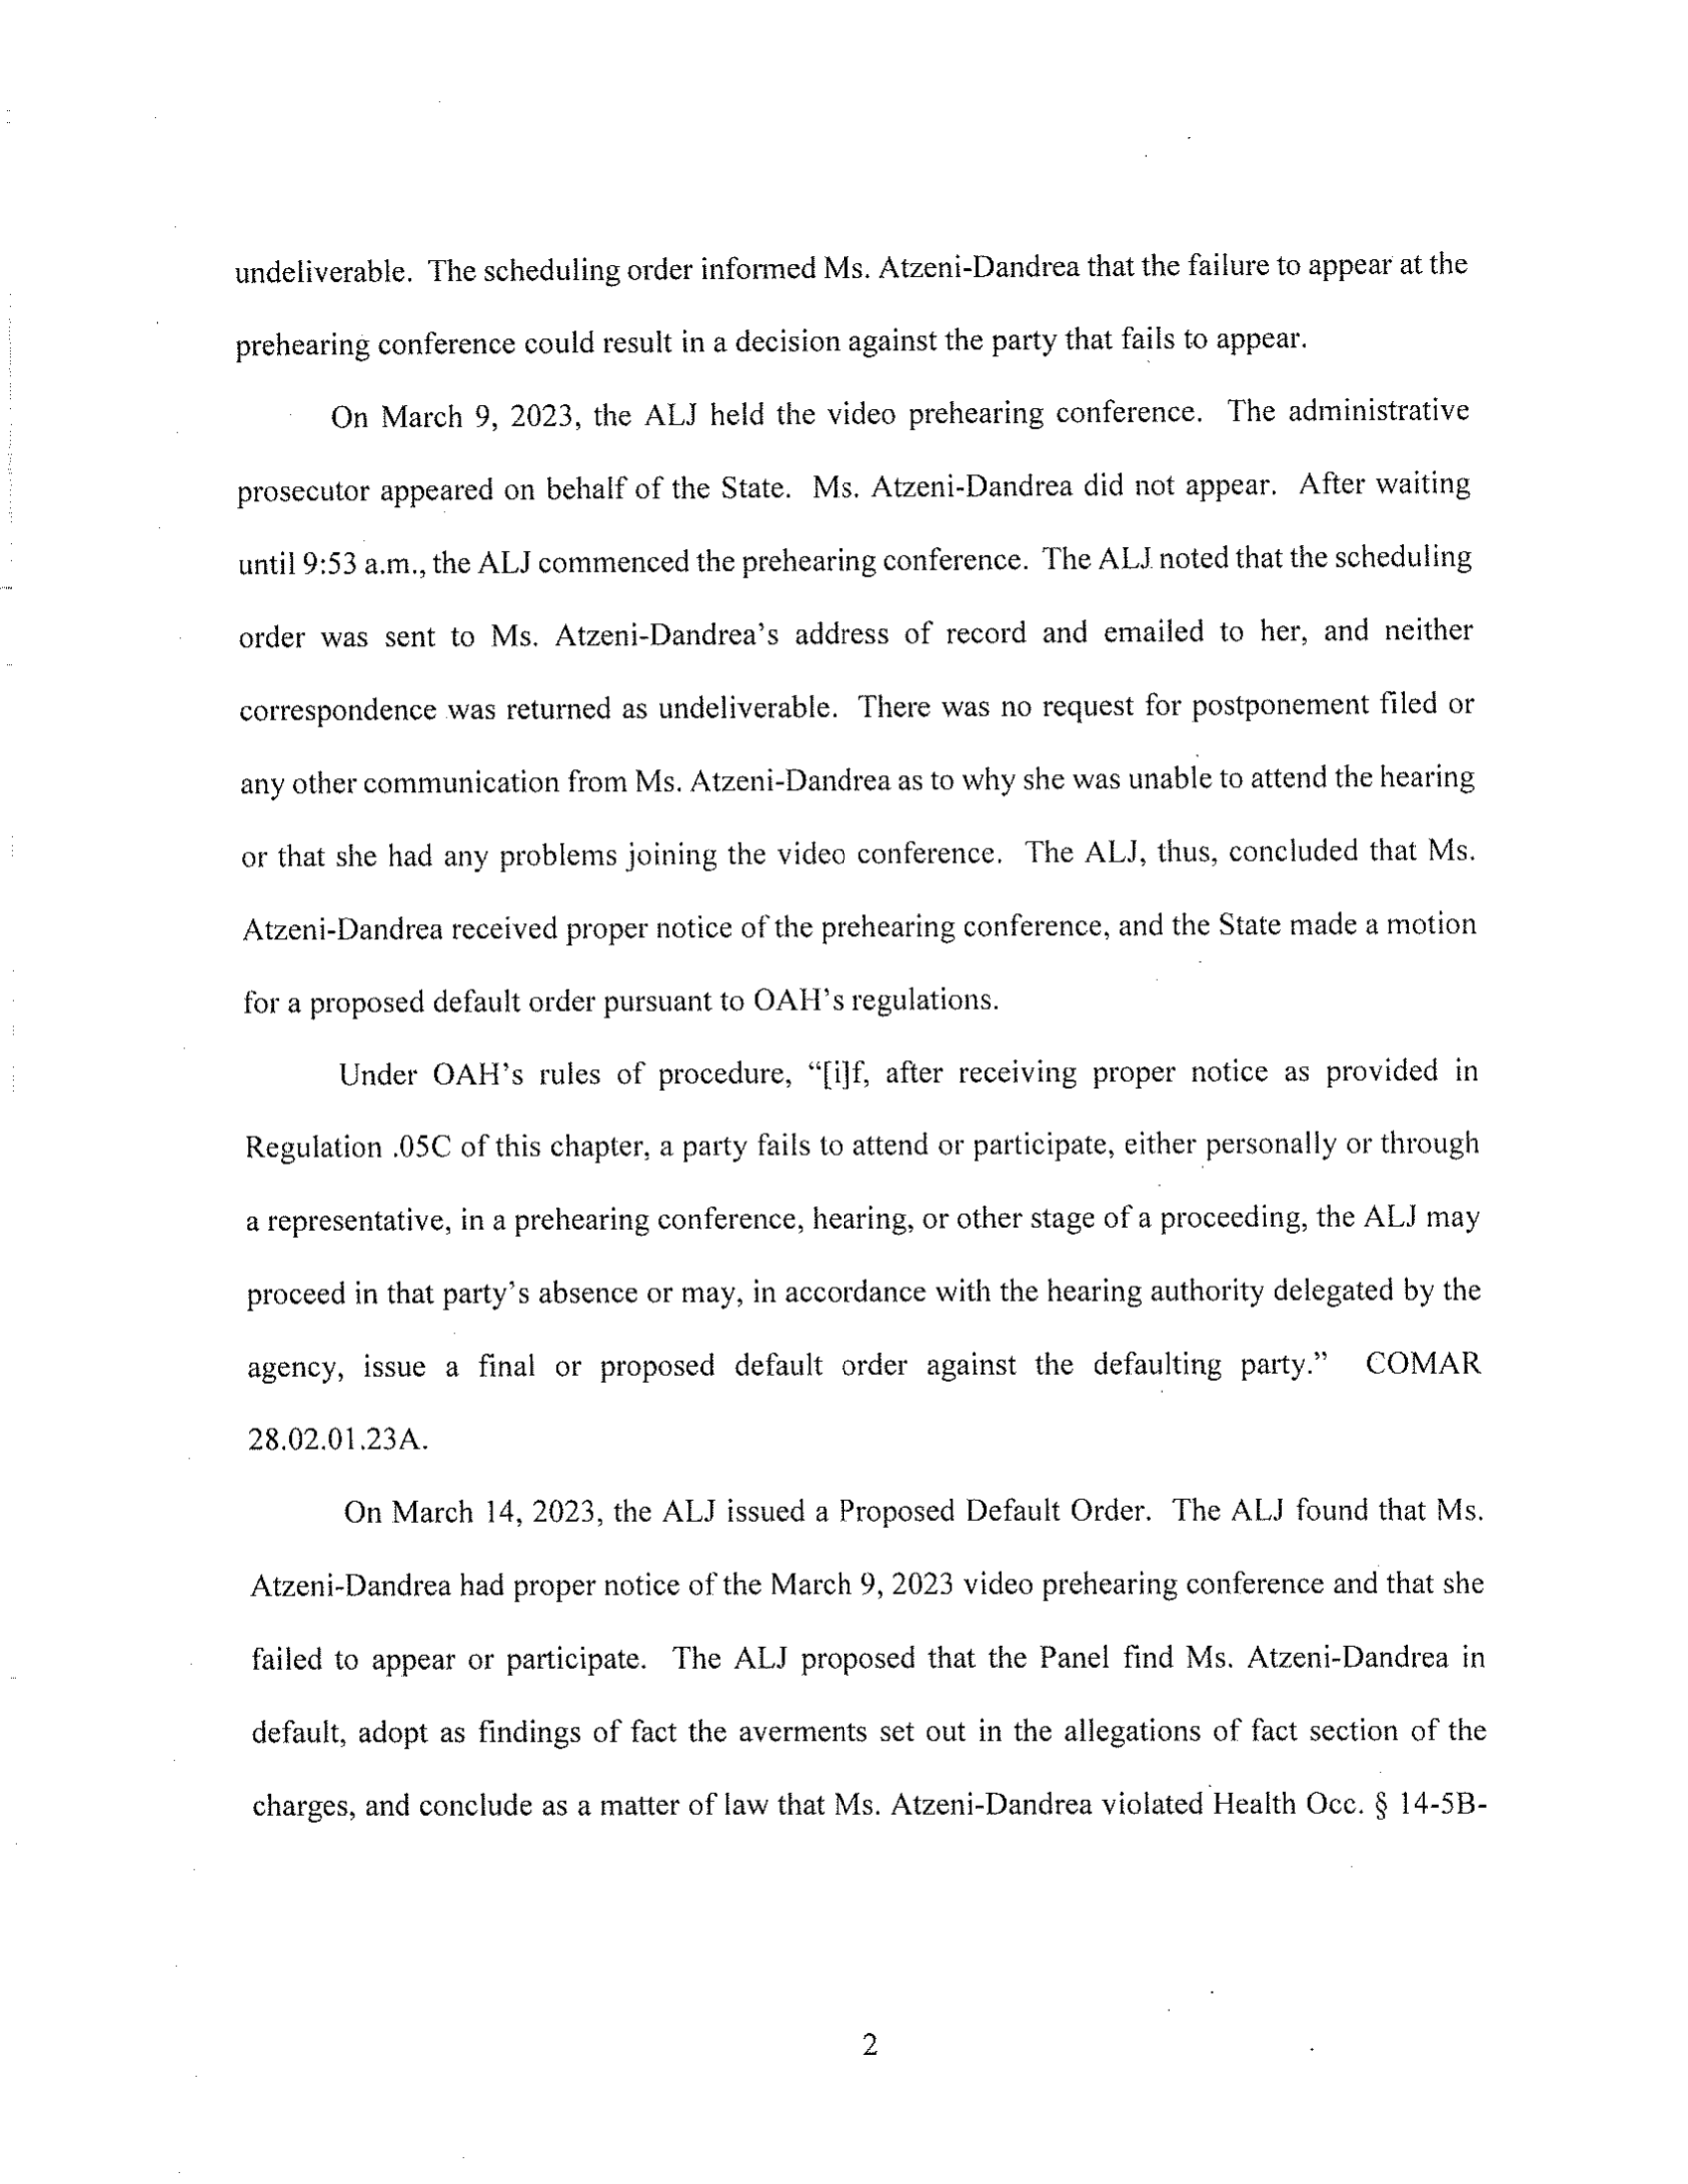 undeliverable. The scheduling order informed Ms. Atzeni-Dandrea that the failure to appear at the
prehearing conference could result in a decision against the party that fails to appear.
On March 9, 2023, the ALJ held the video prehearing conference. The administrative
prosecutor appeared on behalf of the State. Ms. Atzeni-Dandrea did not appear. After waiting
until 9:53 a.m., the ALJ commenced the prehearing conference. The ALJ noted that the scheduling
order was sent to Ms. Atzeni-Dandrea's address of record and emailed to her, and neither
correspondence was returned as undeliverable. There was no request for postponement filed or
any other communication from Ms. Atzeni-Dandrea as to why she was unable to attend the hearing
or that she had any problems joining the video conference. The ALJ, thus, concluded that Ms.
Atzeni-Dandrea received proper notice of the prehearing conference, and the State made a motion
for a proposed default order pursuant to OAH's regulations.
Under OAH's rules of procedure, “[i]f, after receiving proper notice as provided in
Regulation .05C of this chapter, a party fails to attend or participate, either personally or through
a representative, in a prehearing conference, hearing, or other stage of a proceeding, the ALJ may
proceed in that party's absence or may, in accordance with the hearing authority delegated by the
agency, issue a final or proposed default order against the defaulting party.” COMAR
28.02.01.23A.
On March 14, 2023, the ALJ issued a Proposed Default Order. The ALJ found that Ms.
Atzeni-Dandrea had proper notice of the March 9, 2023 video prehearing conference and that she
failed to appear or participate. The ALJ proposed that the Panel find Ms. Atzeni-Dandrea in
default, adopt as findings of fact the averments set out in the allegations of fact section of the
charges, and conclude as a matter of law that Ms. Atzeni-Dandrea violated Health Occ. § 14-5B-
2